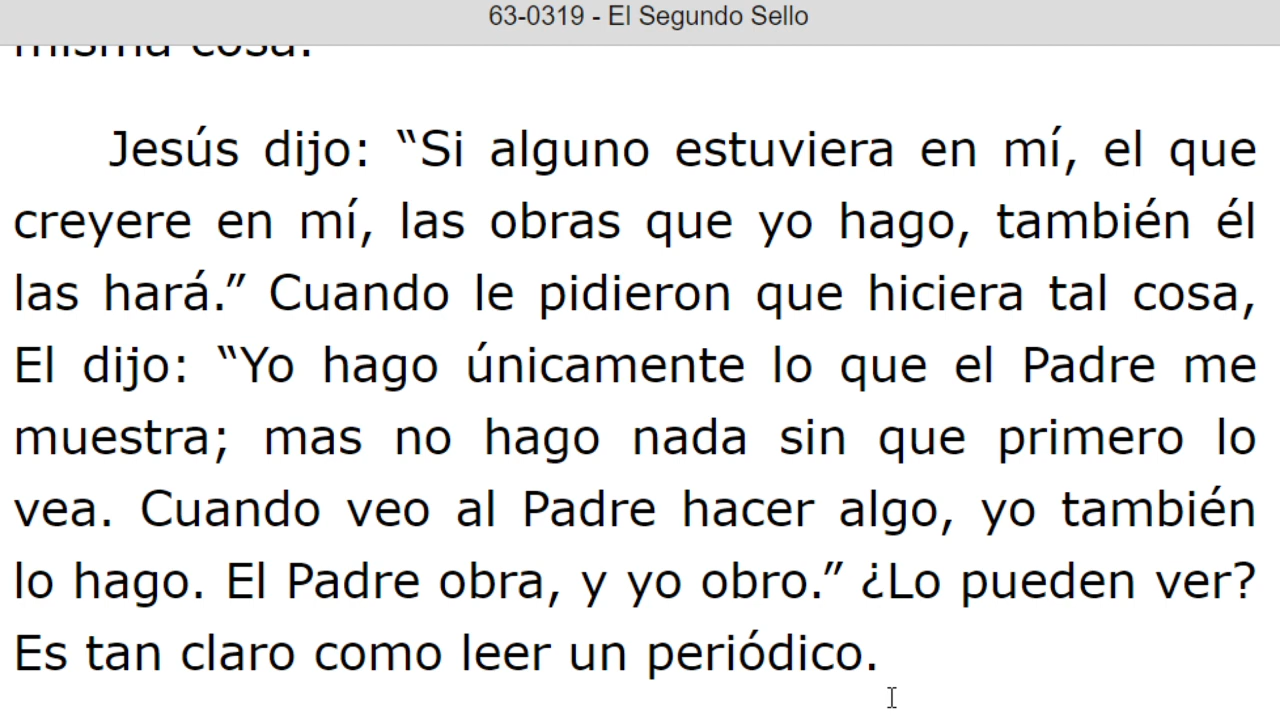 63-0319 - El Segundo Sello
misma cosa.
Jesús dijo: “Si alguno estuviera en mí, el que
creyere en mí, las obras que yo hago, también él
las hará.” Cuando le pidieron que hiciera tal cosa,
El dijo: “Yo hago únicamente lo que el Padre me
muestra; mas no hago nada sin que primero lo
vea. Cuando veo al Padre hacer algo, yo también
lo hago. El Padre obra, y yo obro.” ¿Lo pueden ver?
Es tan claro como leer un periódico.